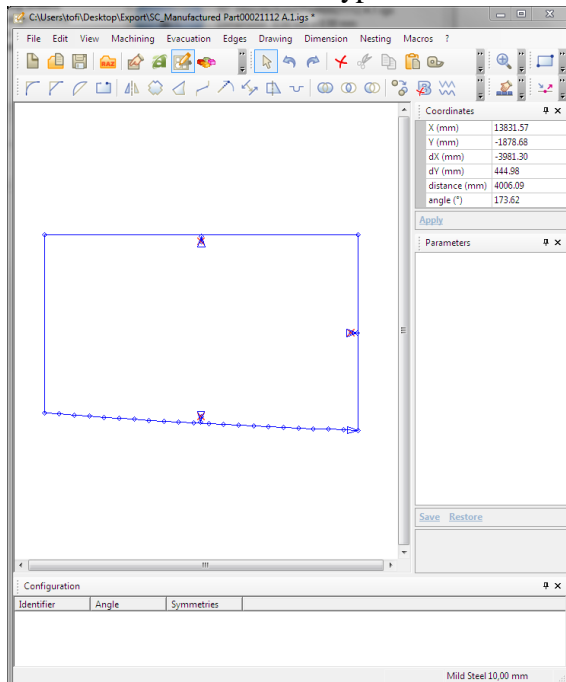 C:\Users\tofi\Desktop\Export\SC_Manufactured Part00021112 A.1.igs *
File Edit View Machining Evacuation Edges Drawing Dimension Nesting Macros ?
RAZ
Coordinates
X (mm) 13831.57
Y (mm) -1878.68
dX (mm) -3981.30
dY (mm) 444.98
distance (mm) 4006.09
angle (°) 173.62
Apply
Parameters
Save Restore
Configuration
Identifier Angle Symmetries
Mild Steel 10,00 mm